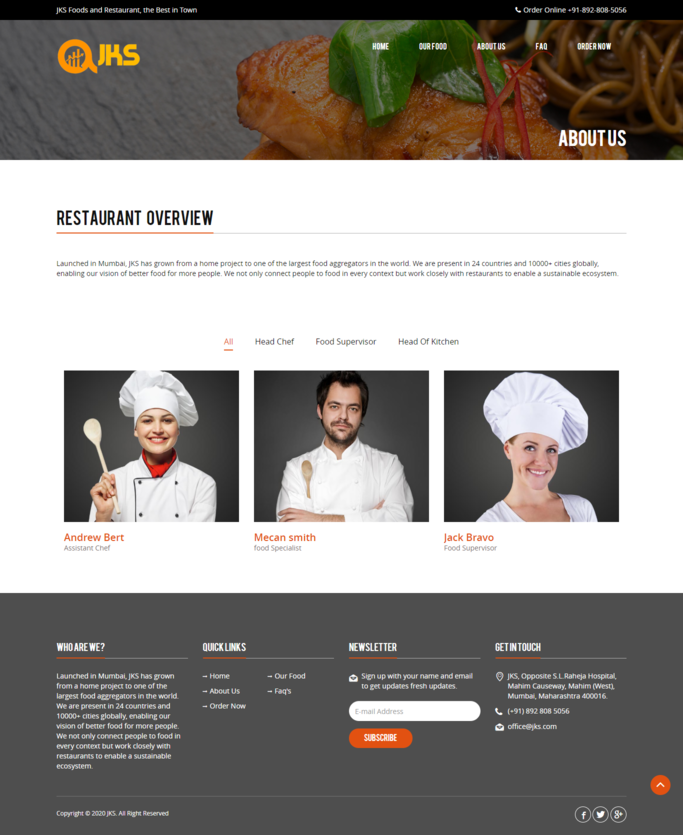 JKS Foods and Restaurant, the Best in Town
Order Online +91-892-808-5056
JKS
HOME OUR FOOD ABOUT US FAQ ORDER NOW
ABOUT US
RESTAURANT OVERVIEW
Launched in Mumbai, JKS has grown from a home project to one of the largest food aggregators in the world. We are present in 24 countries and 10000+ cities globally,
enabling our vision of better food for more people. We not only connect people to food in every context but work closely with restaurants to enable a sustainable ecosystem.
All Head Chef Food Supervisor Head Of Kitchen
Andrew Bert
Assistant Chef
Mecan smith
food Specialist
Jack Bravo
Food Supervisor
WHO ARE WE?
Launched in Mumbai, JKS has grown
from a home project to one of the
largest food aggregators in the world.
We are present in 24 countries and
10000+ cities globally, enabling our
vision of better food for more people.
We not only connect people to food in
every context but work closely with
restaurants to enable a sustainable
ecosystem.
QUICK LINKS
→ Home
→ Our Food
→ About Us
→ Faq's
→ Order Now
NEWSLETTER
Sign up with your name and email
to get updates fresh updates.
E-mail Address
SUBSCRIBE
GET IN TOUCH
JKS, Opposite S.L.Raheja Hospital,
Mahim Causeway, Mahim (West),
Mumbai, Maharashtra 400016.
(+91) 892 808 5056
office@jks.com
Copyright © 2020 JKS. All Right Reserved